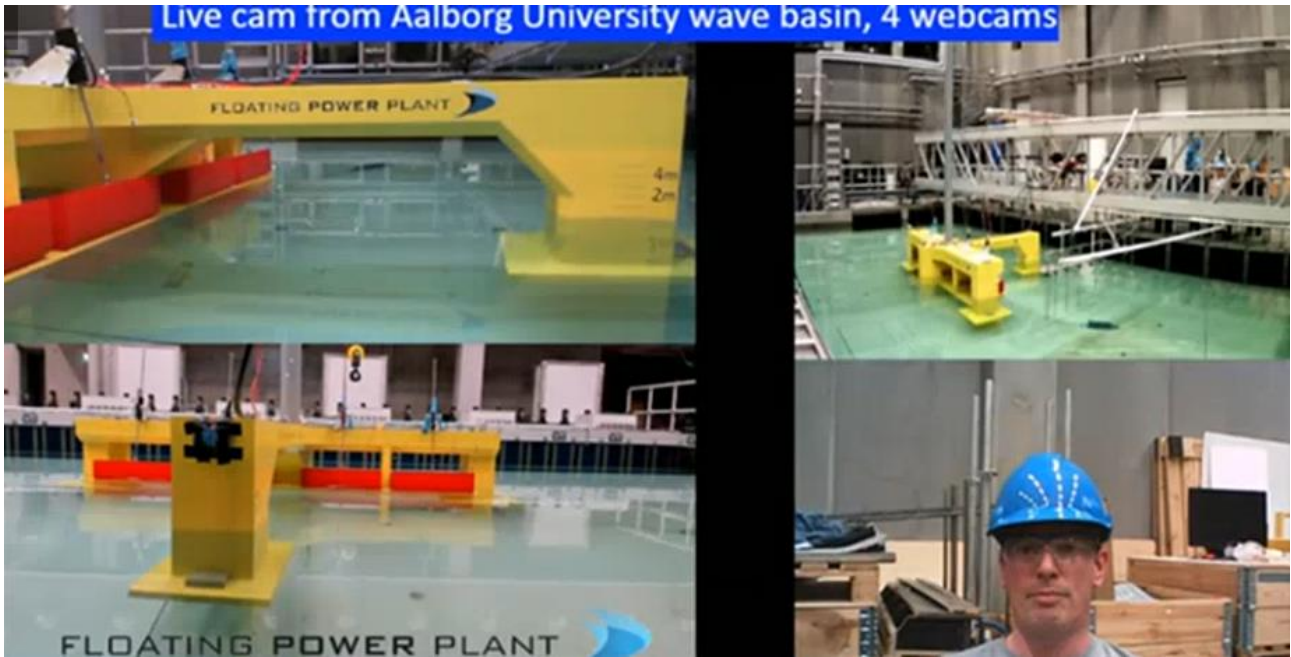 Live cam from Aalborg University wave basin, 4 webcams
FLOATING POWER PLANT
4m
2m
FLOATING POWER PLANT